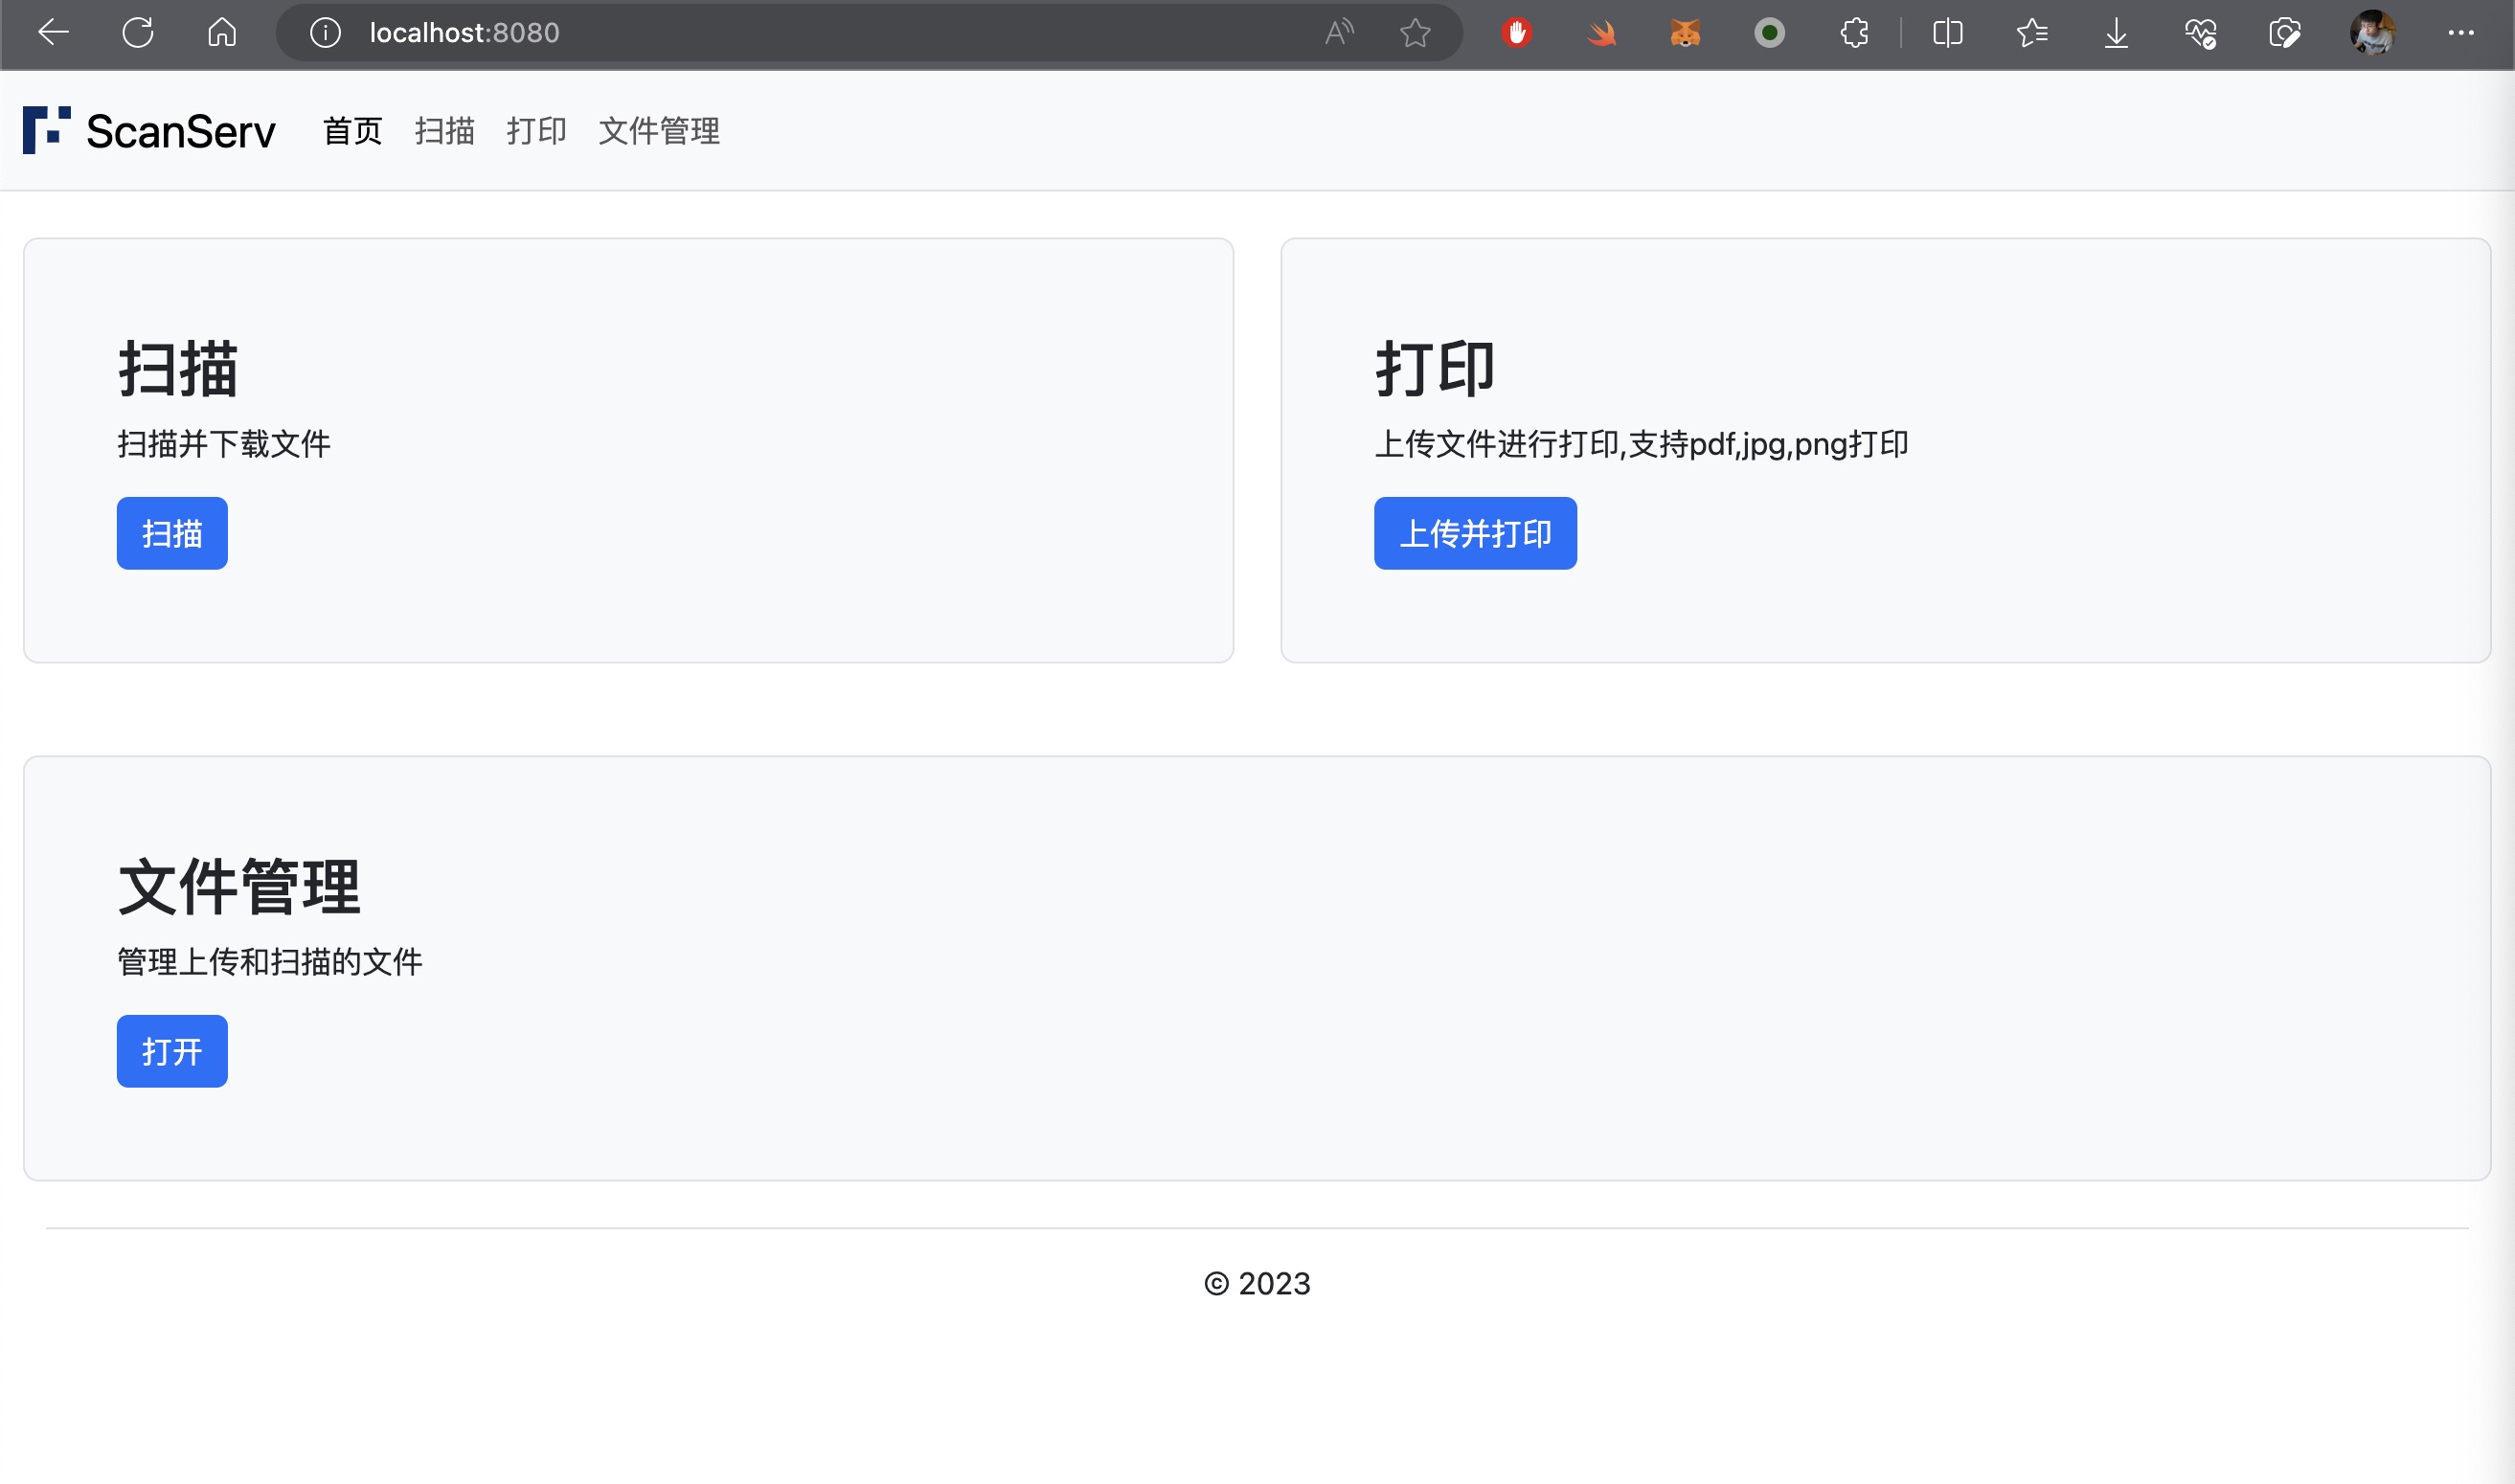 localhost:8080
ScanServ 首页 扫描 打印 文件管理
扫描
扫描并下载文件
扫描
打印
上传文件进行打印,支持pdf,jpg,png打印
上传并打印
文件管理
管理上传和扫描的文件
打开
© 2023